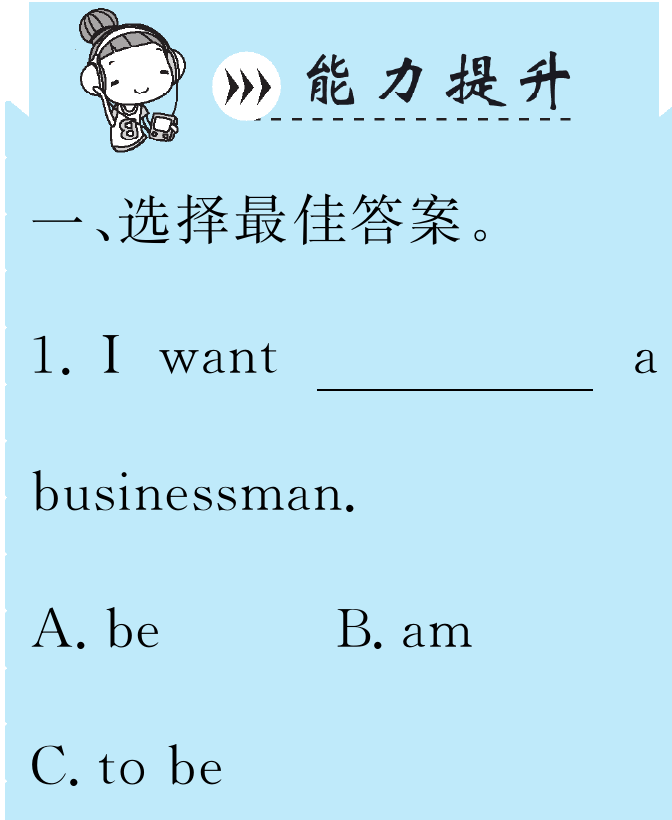 能力提升
一、选择最佳答案。
1. I want ________ a
businessman.
A. be B. am
C. to be